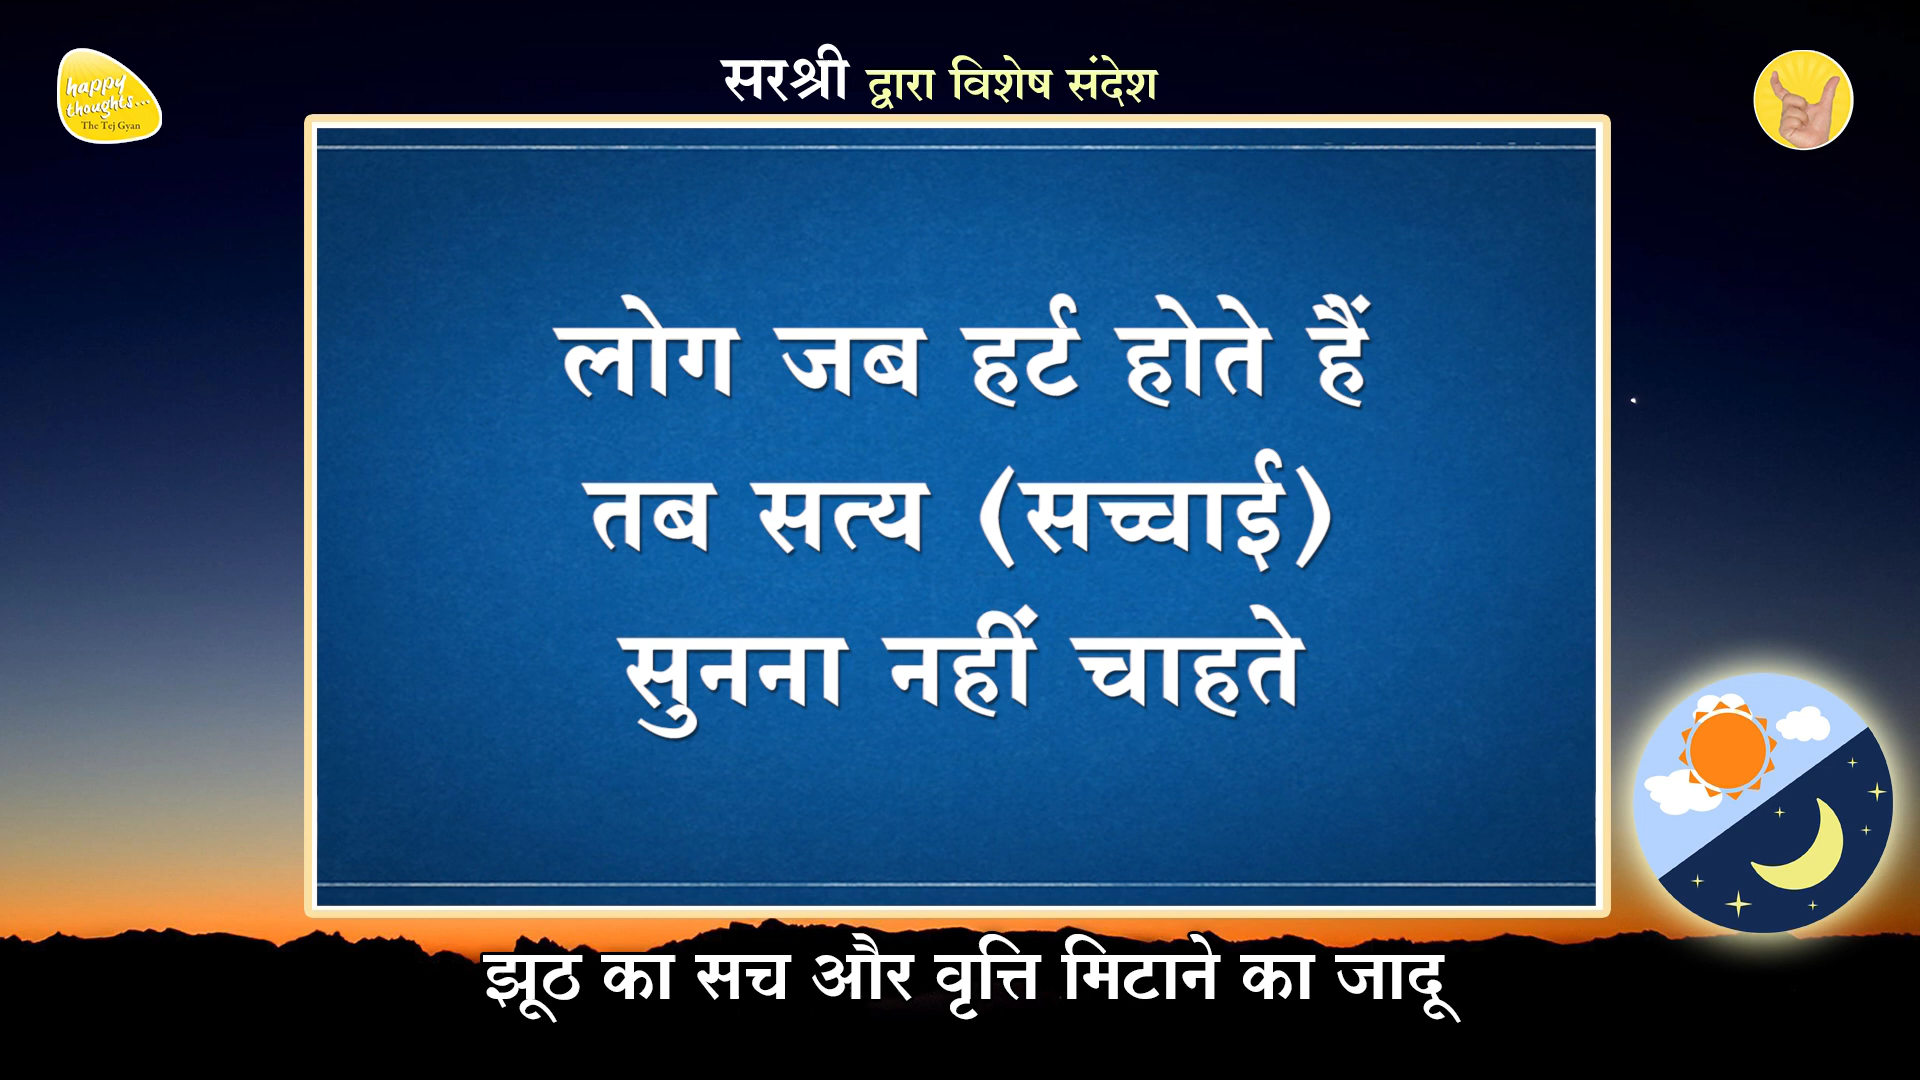 happy
thoughts...
The Tej Gyan
सरश्री द्वारा विशेष संदेश
लोग जब हर्ट होते हैं
तब सत्य (सच्चाई)
सुनना नहीं चाहते
झूठ का सच और वृत्ति मिटाने का जादू